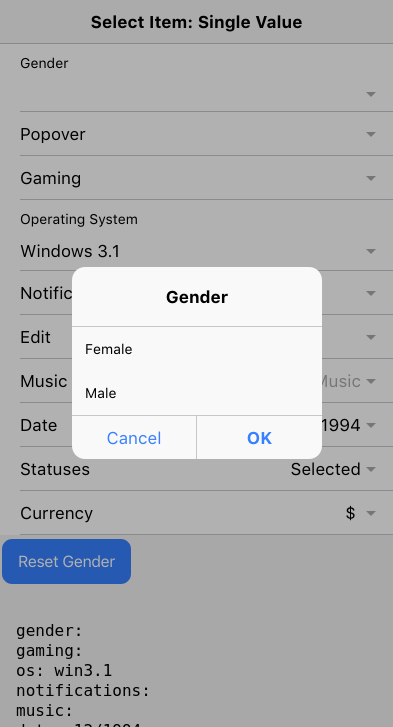 Select Item: Single Value
Gender
Popover
Gaming
Operating System
Windows 3.1
Notific
Edit
Music
Music
Date
1994
Statuses
Selected
Currency
$
Gender
Female
Male
Cancel
OK
Reset Gender
gender:
gaming:
os: win3.1
notifications:
music: